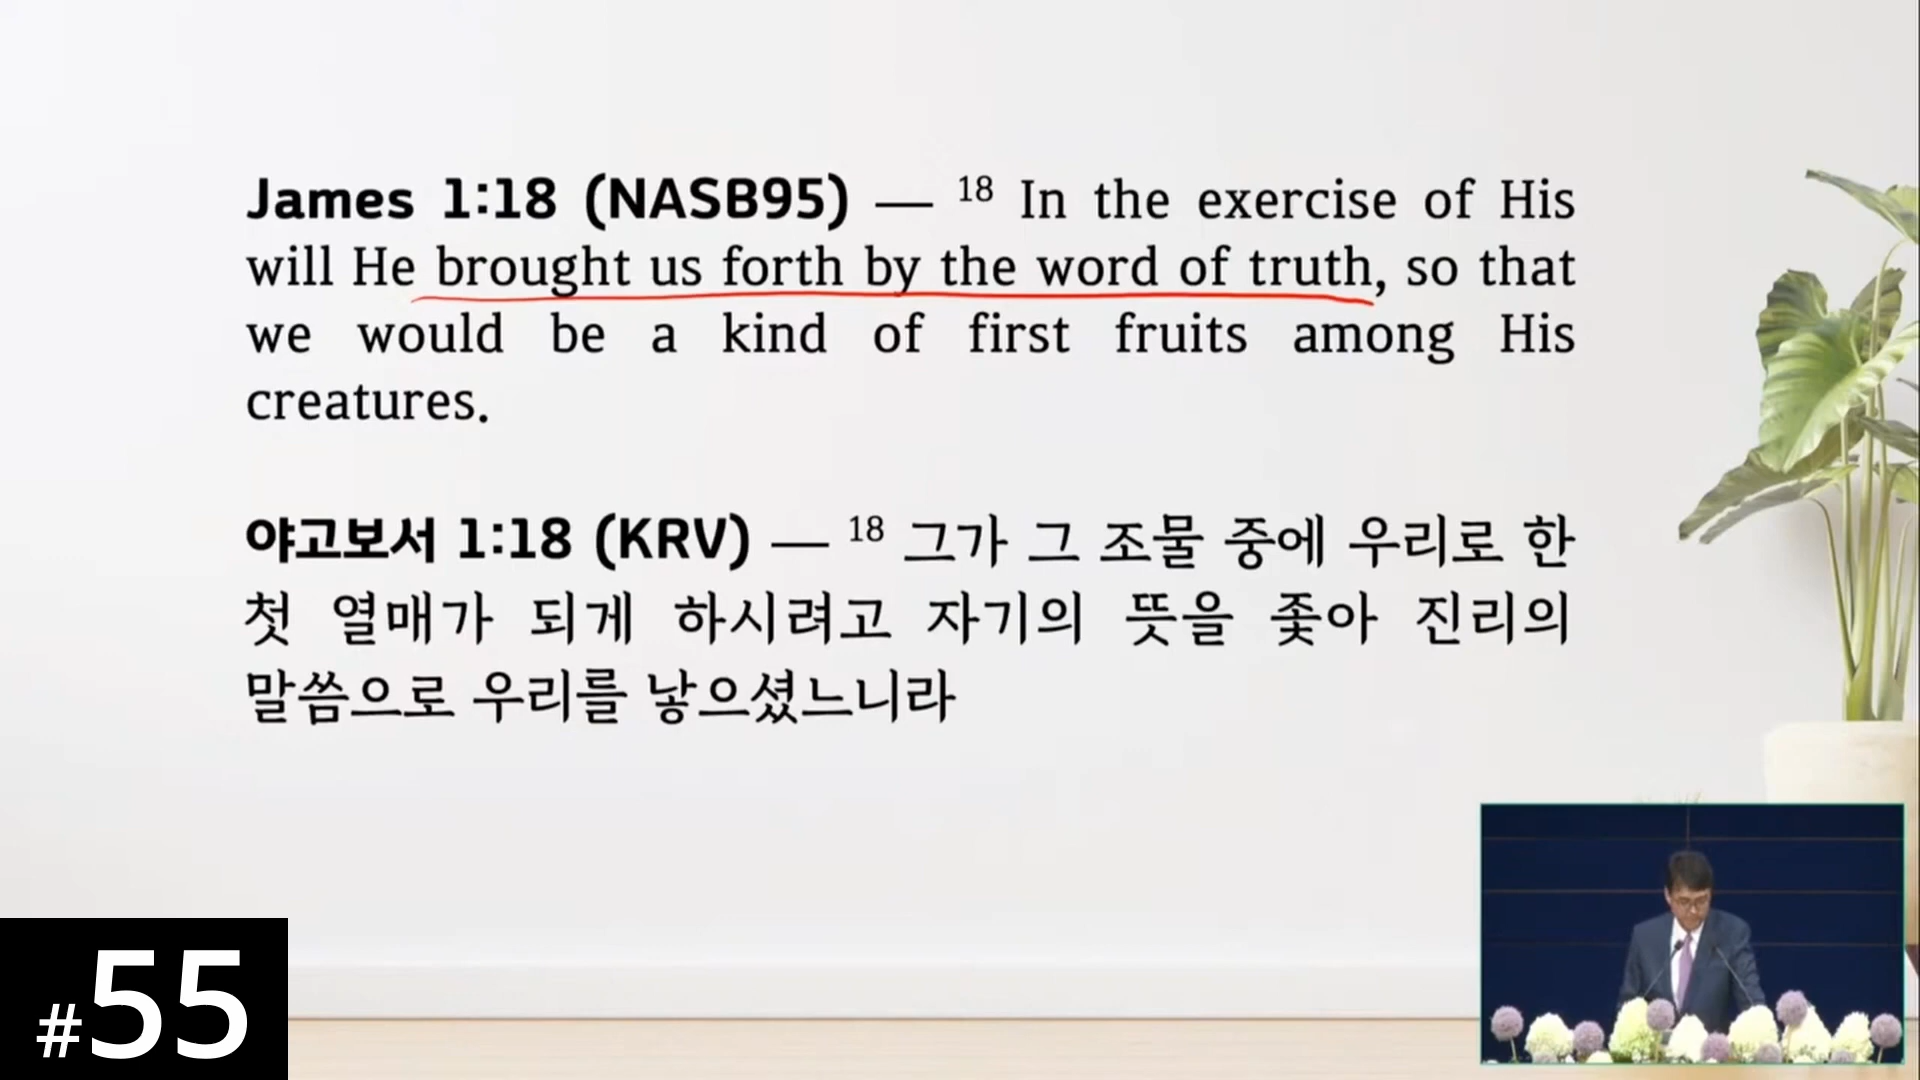 James 1:18 (NASB95) — 18 In the exercise of His
will He brought us forth by the word of truth, so that
we would be a kind of first fruits among His
creatures.
야고보서 1:18 (KRV) — 18 그가 그 조물 중에 우리로 한
첫 열매가 되게 하시려고 자기의 뜻을 좇아 진리의
말씀으로 우리를 낳으셨느니라
#55